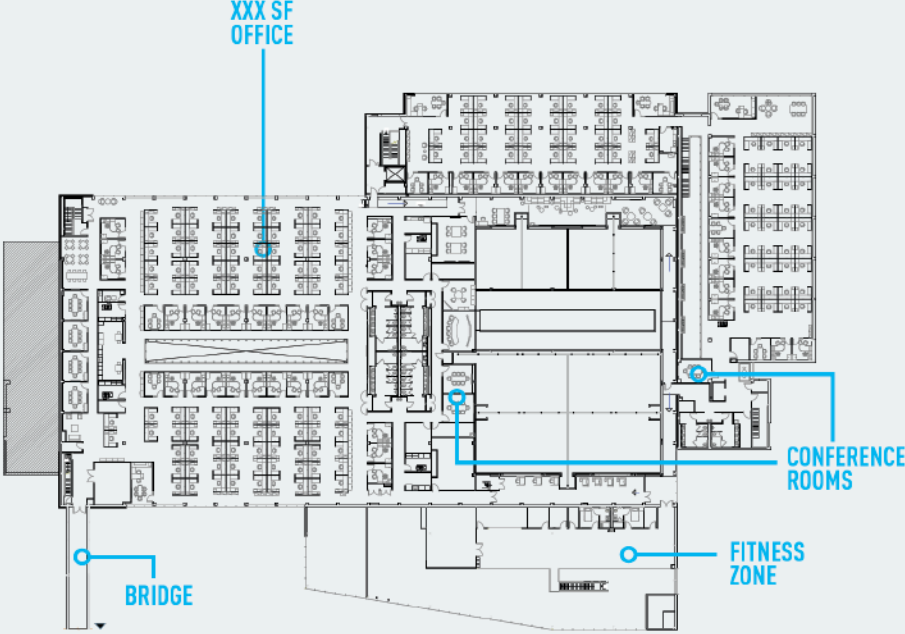 XXX SF
OFFICE
CONFERENCE
ROOMS
FITNESS
ZONE
BRIDGE